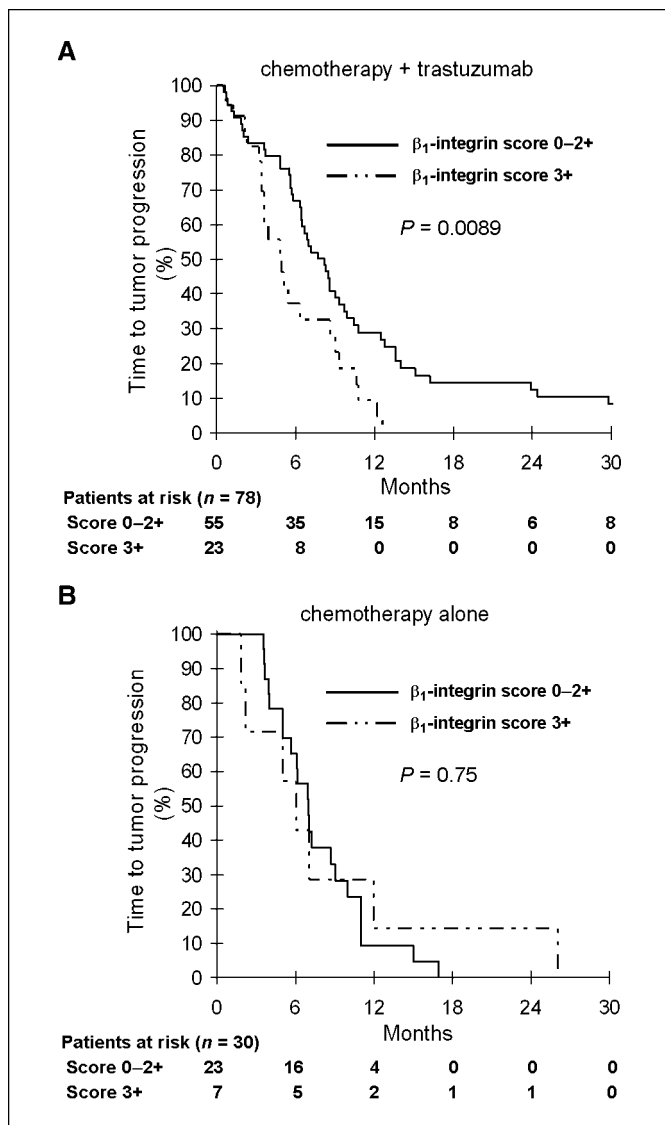 A
chemotherapy + trastuzumab
100
90
80
70
60
50
40
30
20
10
0
Time to tumor progression
(%)
β₁-integrin score 0–2+
β₁-integrin score 3+
P = 0.0089
0 6 12 18 24 30
Months
Patients at risk (n = 78)
Score 0–2+ 55 35 15 8 6 8
Score 3+ 23 8 0 0 0 0
B
chemotherapy alone
100
90
80
70
60
50
40
30
20
10
0
Time to tumor progression
(%)
β₁-integrin score 0–2+
β₁-integrin score 3+
P = 0.75
0 6 12 18 24 30
Months
Patients at risk (n = 30)
Score 0–2+ 23 16 4 0 0 0
Score 3+ 7 5 2 1 1 0